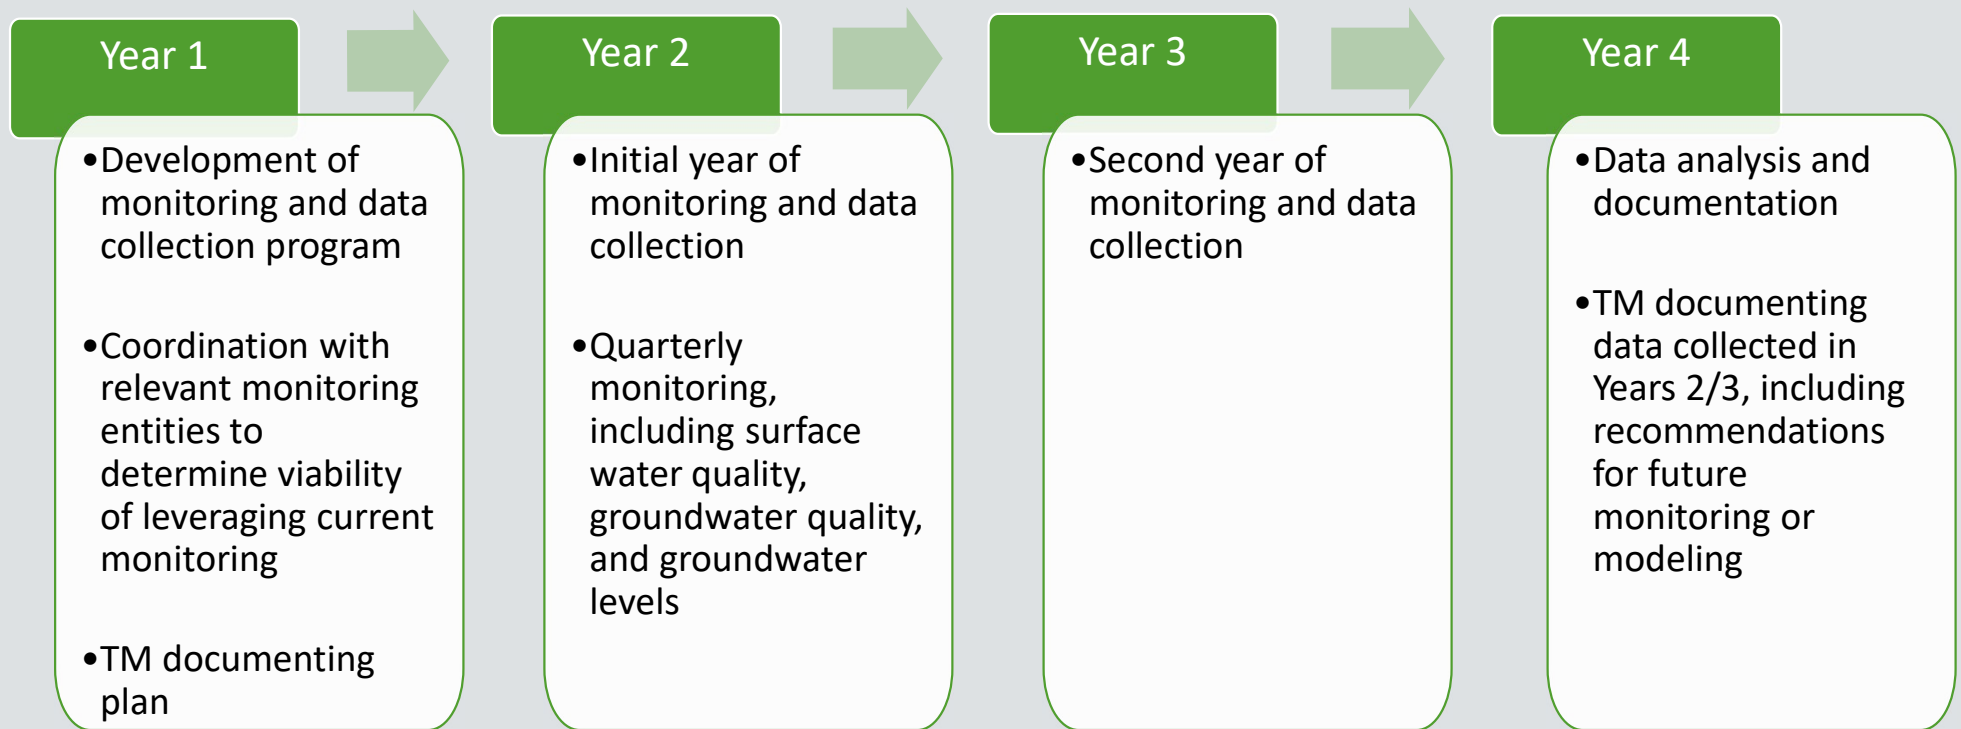 Year 1
•Development of
monitoring and data
collection program
•Coordination with
relevant monitoring
entities to
determine viability
of leveraging current
monitoring
•TM documenting
plan
Year 2
•Initial year of
monitoring and data
collection
•Quarterly
monitoring,
including surface
water quality,
groundwater quality,
and groundwater
levels
Year 3
•Second year of
monitoring and data
collection
Year 4
•Data analysis and
documentation
•TM documenting
data collected in
Years 2/3, including
recommendations
for future
monitoring or
modeling